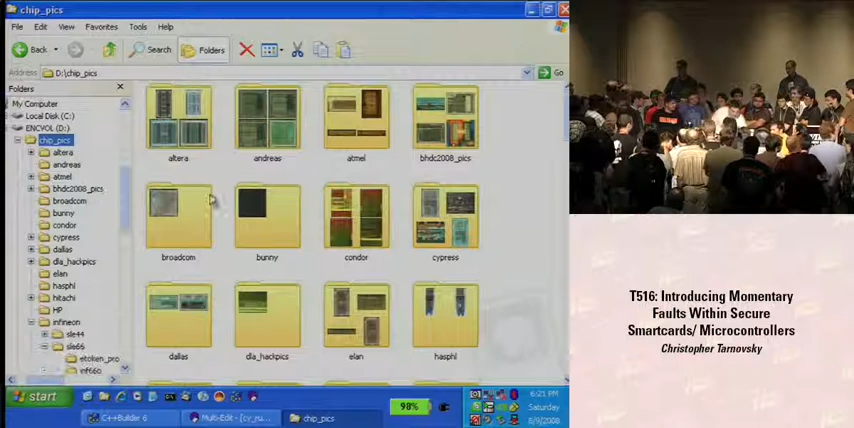 chip_pics
File Edit View Favorites Tools Help
Back Search Folders
Address D:\chip_pics Go
Folders
My Computer
Local Disk (C:)
ENCVOL (D:)
chip_pics
altera
andreas
atmel
bhdc2008_pics
broadcom
bunny
condor
cypress
dallas
dla_hackpics
elan
hasphl
hitachi
HP
infineon
sle44
sle66
etoken_pro
altera andreas atmel bhdc2008_pics
broadcom bunny condor cypress
dallas dla_hackpics elan hasphl
start
98%
6:21 PM
Saturday
8/9/2008
C++Builder 6
chip_pics
T516: Introducing Momentary
Faults Within Secure
Smartcards/ Microcontrollers
Christopher Tarnovsky